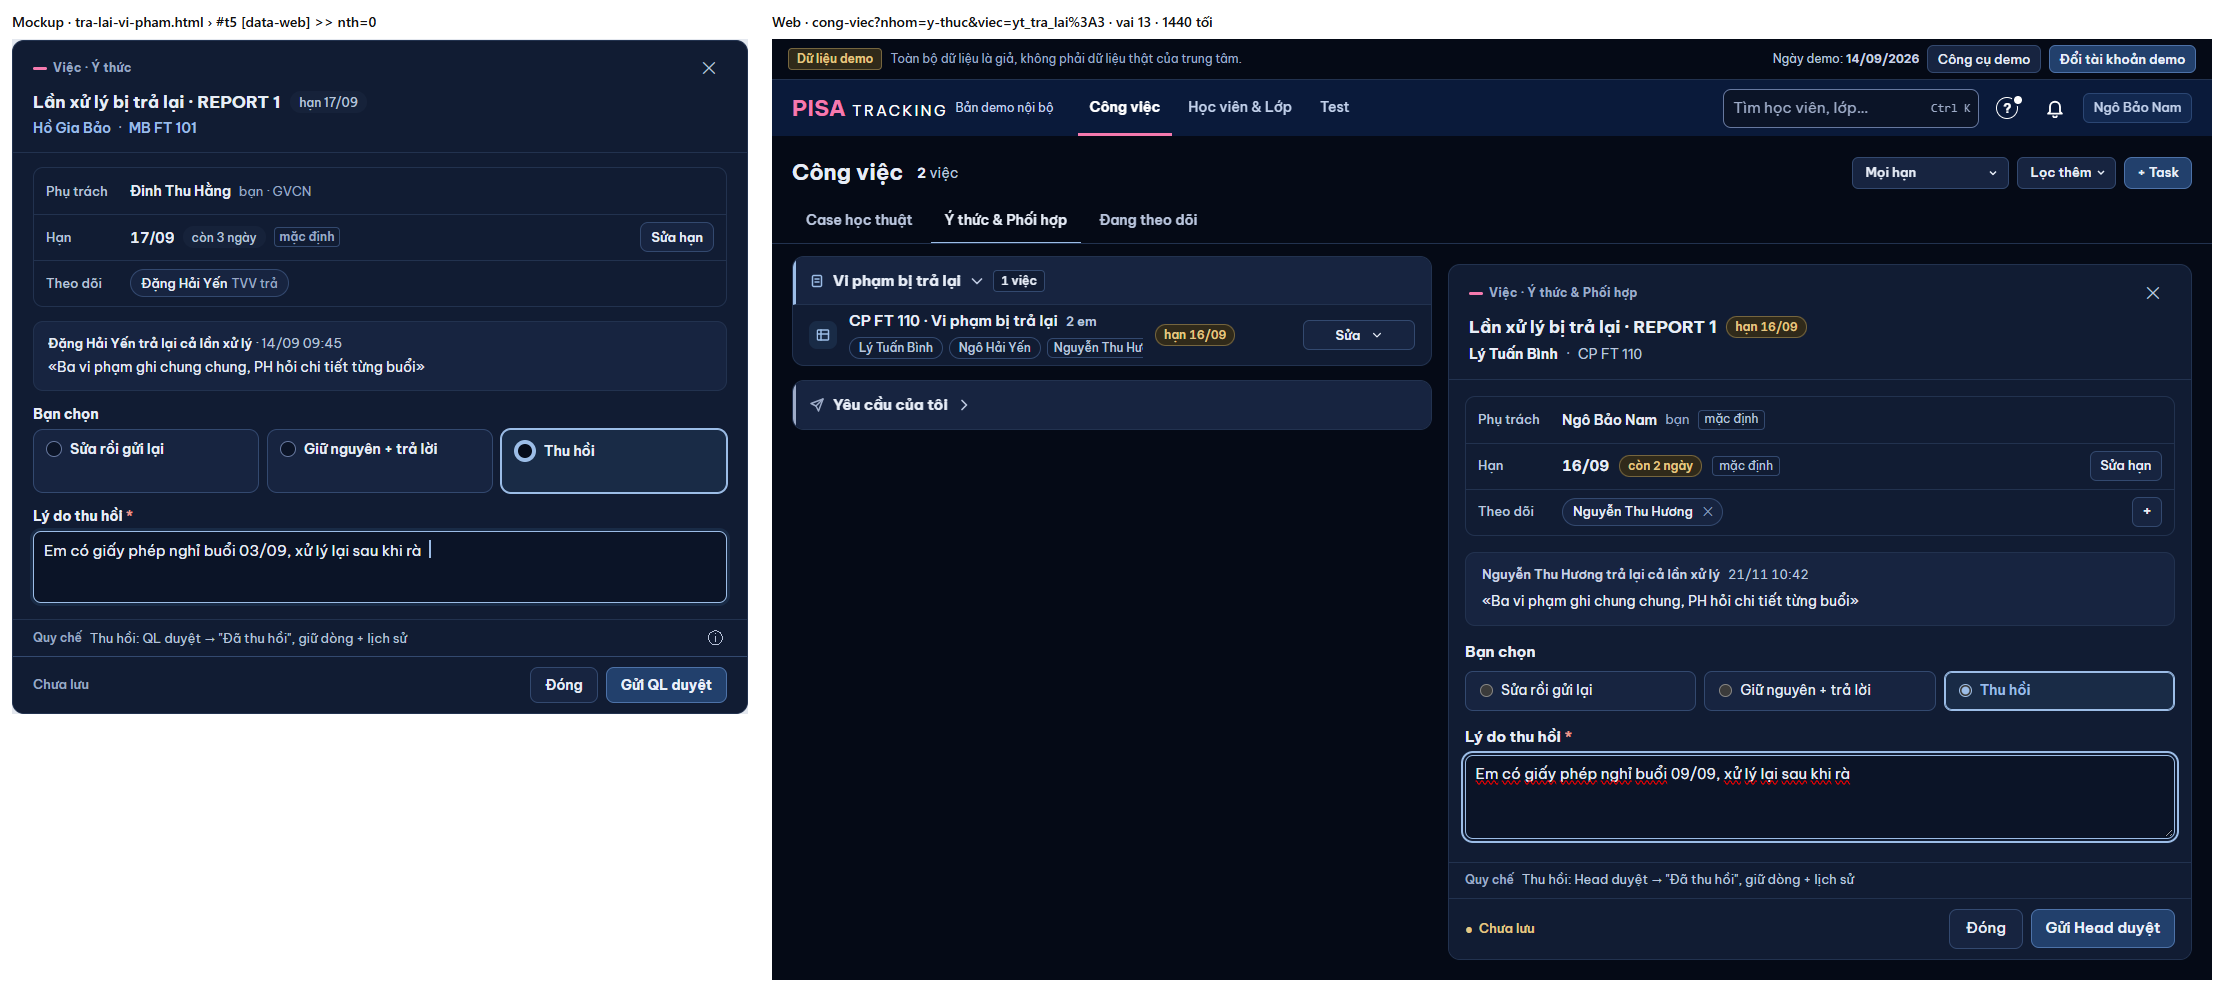 Mockup · tra-lai-vi-pham.html › #t5 [data-web] >> nth=0
Việc · Ý thức
Lần xử lý bị trả lại · REPORT 1 hạn 17/09
Hồ Gia Bảo · MB FT 101
Phụ trách Đinh Thu Hằng bạn · GVCN
Hạn 17/09 còn 3 ngày mặc định Sửa hạn
Theo dõi Đặng Hải Yến TVV trả
Đặng Hải Yến trả lại cả lần xử lý · 14/09 09:45
«Ba vi phạm ghi chung chung, PH hỏi chi tiết từng buổi»
Bạn chọn
Sửa rồi gửi lại Giữ nguyên + trả lời Thu hồi
Lý do thu hồi *
Em có giấy phép nghỉ buổi 03/09, xử lý lại sau khi rà
Quy chế Thu hồi: QL duyệt → "Đã thu hồi", giữ dòng + lịch sử
Chưa lưu Đóng Gửi QL duyệt
Web · cong-viec?nhom=y-thuc&viec=yt_tra_lai%3A3 · vai 13 · 1440 tối
Dữ liệu demo Toàn bộ dữ liệu là giả, không phải dữ liệu thật của trung tâm. Ngày demo: 14/09/2026 Công cụ demo Đổi tài khoản demo
PISA TRACKING Bản demo nội bộ Công việc Học viên & Lớp Test Tìm học viên, lớp... Ctrl K ? Ngô Bảo Nam
Công việc 2 việc Mọi hạn Lọc thêm + Task
Case học thuật Ý thức & Phối hợp Đang theo dõi
Vi phạm bị trả lại 1 việc
CP FT 110 · Vi phạm bị trả lại 2 em
Lý Tuấn Bình Ngô Hải Yến Nguyễn Thu Hư hạn 16/09 Sửa
Yêu cầu của tôi
Việc · Ý thức & Phối hợp
Lần xử lý bị trả lại · REPORT 1 hạn 16/09
Lý Tuấn Bình · CP FT 110
Phụ trách Ngô Bảo Nam bạn mặc định
Hạn 16/09 còn 2 ngày mặc định Sửa hạn
Theo dõi Nguyễn Thu Hương +
Nguyễn Thu Hương trả lại cả lần xử lý 21/11 10:42
«Ba vi phạm ghi chung chung, PH hỏi chi tiết từng buổi»
Bạn chọn
Sửa rồi gửi lại Giữ nguyên + trả lời Thu hồi
Lý do thu hồi *
Em có giấy phép nghỉ buổi 09/09, xử lý lại sau khi rà
Quy chế Thu hồi: Head duyệt → "Đã thu hồi", giữ dòng + lịch sử
Chưa lưu Đóng Gửi Head duyệt